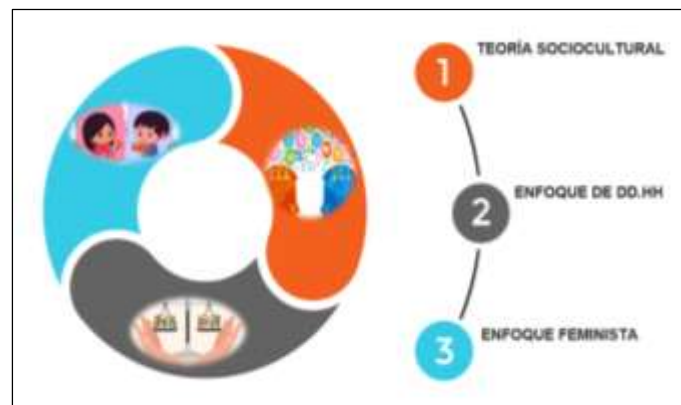 1
TEORÍA SOCIOCULTURAL
2
ENFOQUE DE DD.HH
3
ENFOQUE FEMINISTA